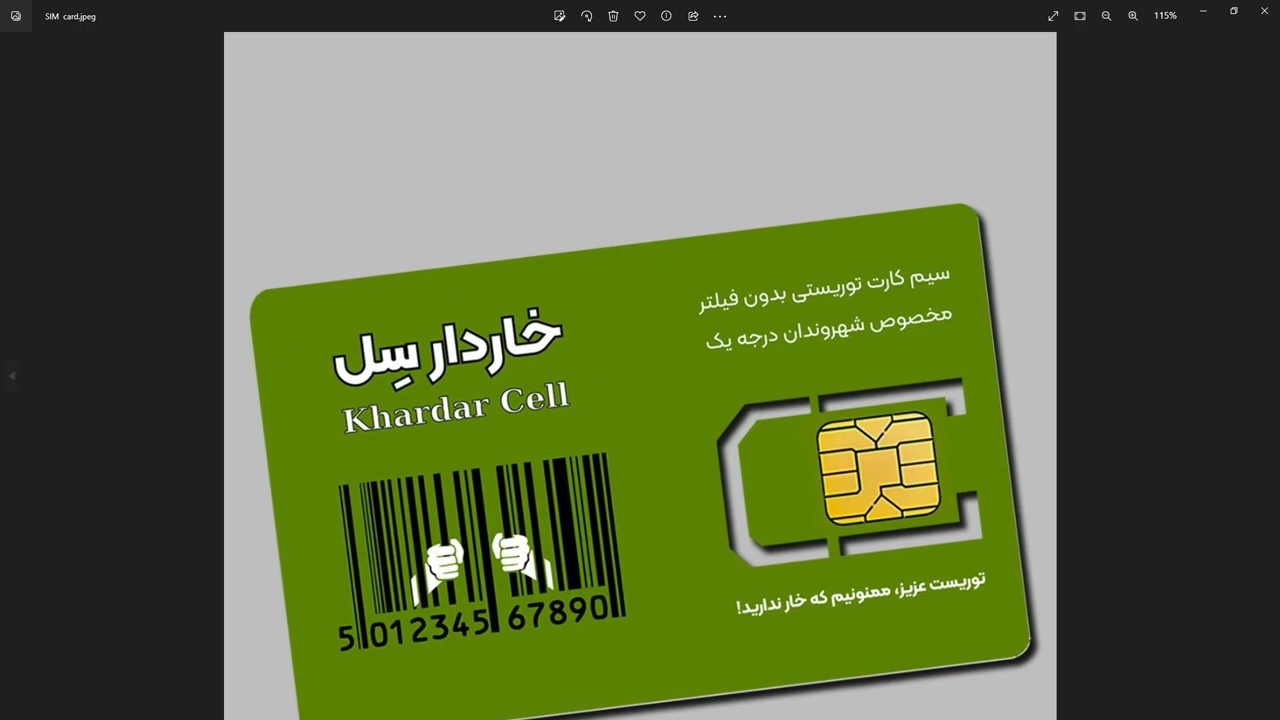 SIM card.jpeg
115%
سیم کارت توریستی بدون فیلتر
مخصوص شهروندان درجه یک
خاردار سِل
Khardar Cell
5 012345 67890
توریست عزیز، ممنونیم که خار ندارید!